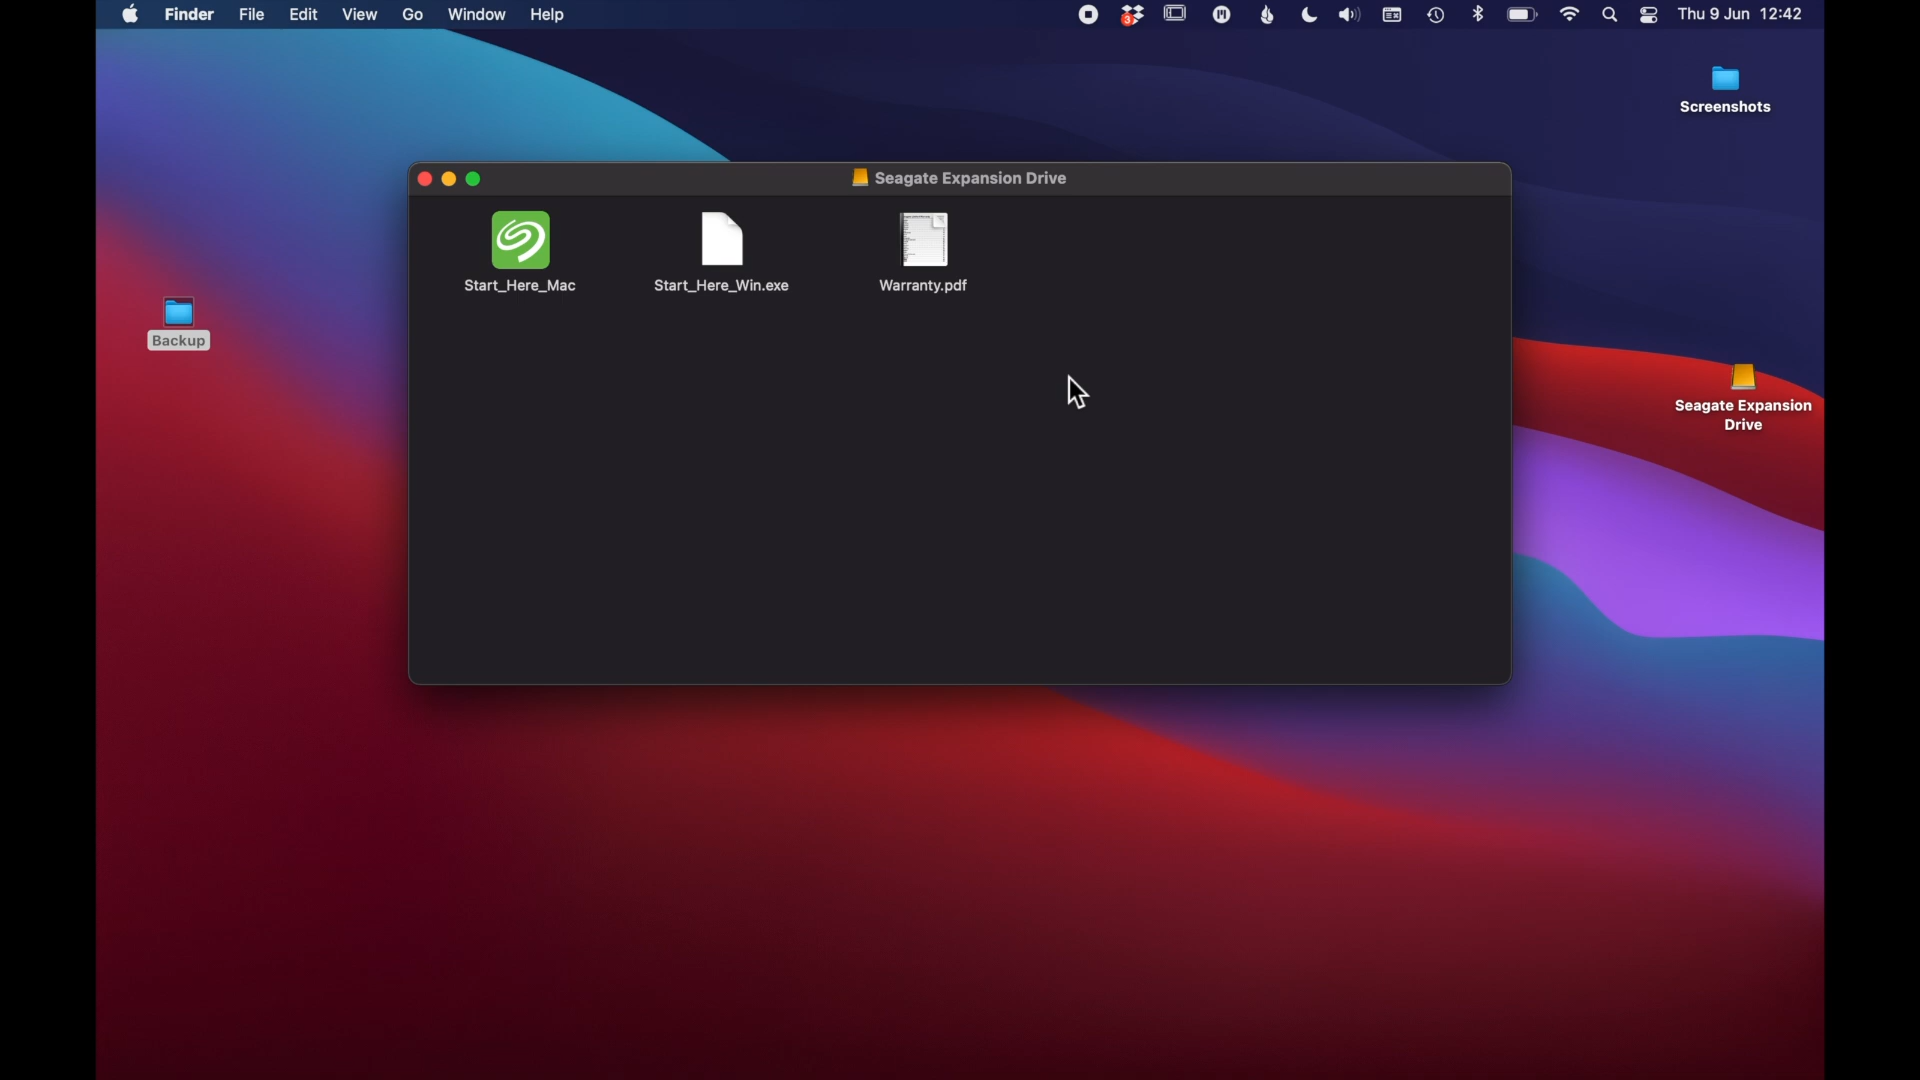 Finder File Edit View Go Window Help
3
Thu 9 Jun 12:42
Screenshots
Seagate Expansion Drive
Start_Here_Mac
Start_Here_Win.exe
Warranty.pdf
Backup
Seagate Expansion
Drive